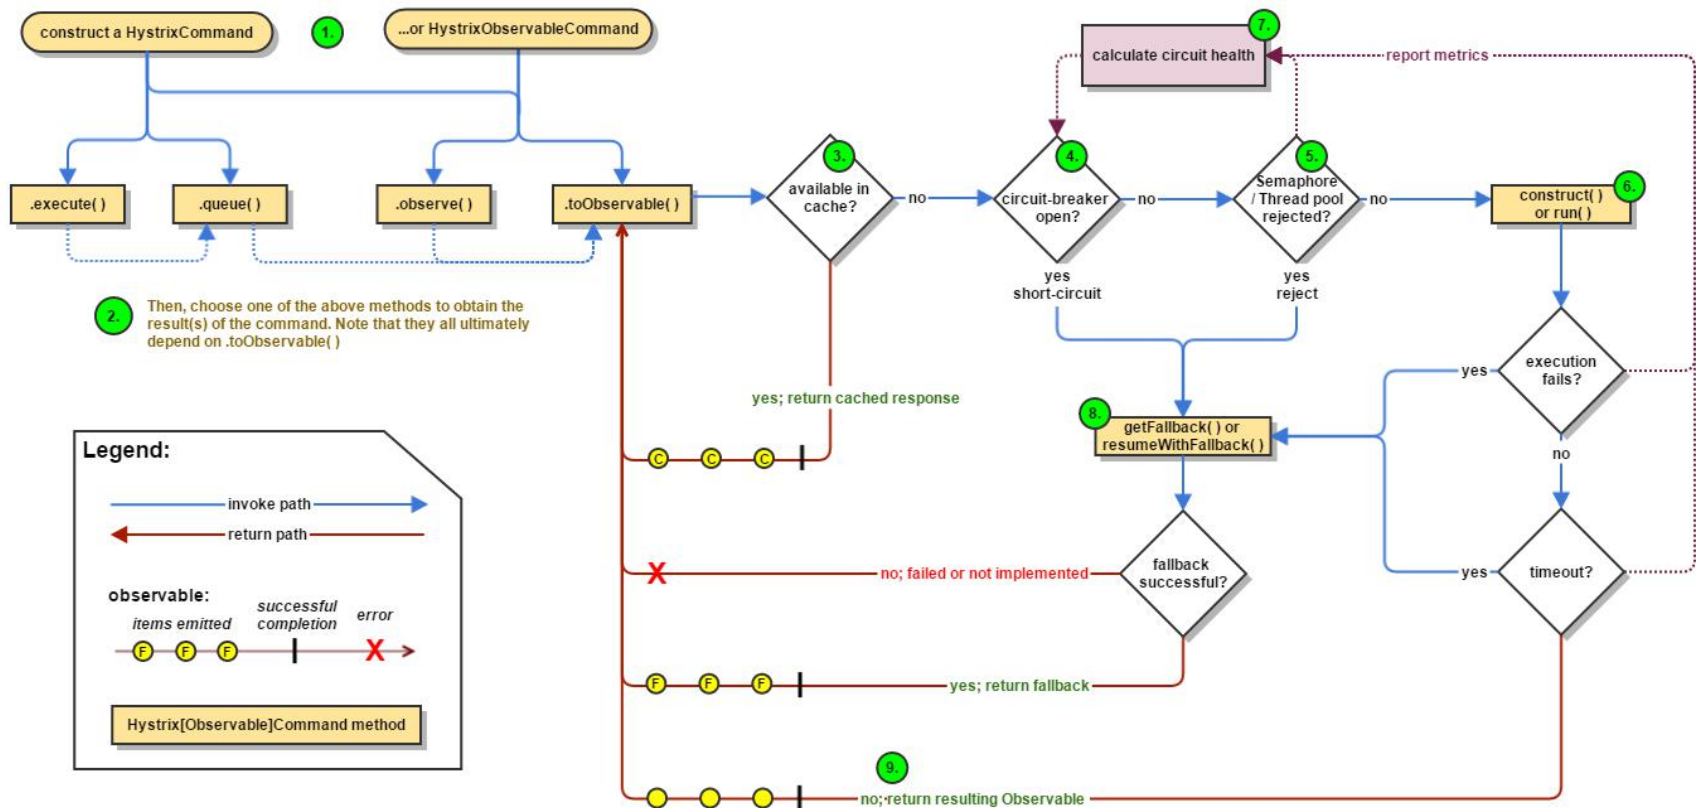 construct a HystrixCommand
1.
...or HystrixObservableCommand
7.
calculate circuit health
report metrics
.execute( )
.queue( )
.observe( )
.toObservable( )
3.
available in
cache?
no
4.
circuit-breaker
open?
no
5.
Semaphore
/ Thread pool
rejected?
no
6.
construct( )
or run( )
yes
short-circuit
yes
reject
2.
Then, choose one of the above methods to obtain the
result(s) of the command. Note that they all ultimately
depend on .toObservable( )
execution
fails?
yes
no
yes; return cached response
C
C
C
8.
getFallback( ) or
resumeWithFallback( )
timeout?
yes
fallback
successful?
no; failed or not implemented
X
yes; return fallback
F
F
F
9.
no; return resulting Observable
Legend:
invoke path
return path
observable:
items emitted
successful
completion
error
F
F
F
X
Hystrix[Observable]Command method